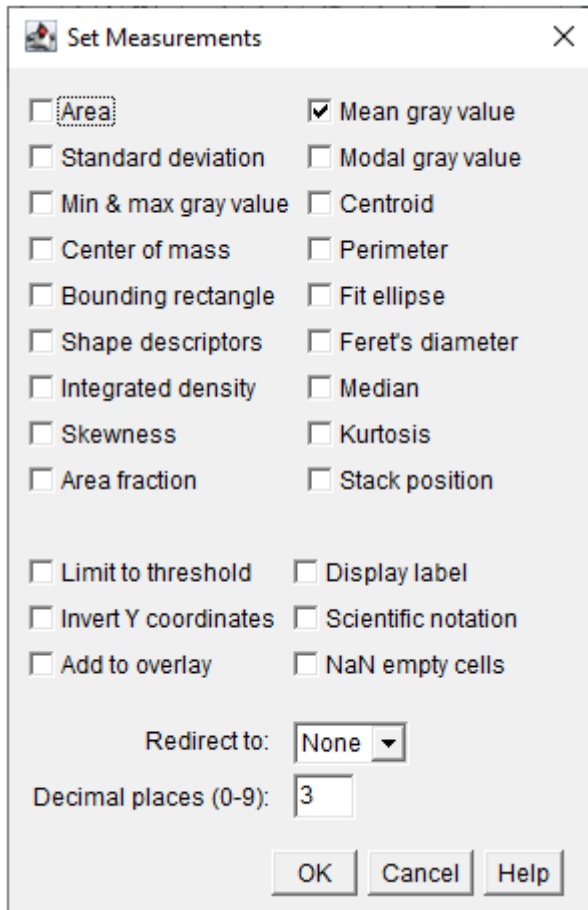 Set Measurements
Area Mean gray value
Standard deviation Modal gray value
Min & max gray value Centroid
Center of mass Perimeter
Bounding rectangle Fit ellipse
Shape descriptors Feret's diameter
Integrated density Median
Skewness Kurtosis
Area fraction Stack position
Limit to threshold Display label
Invert Y coordinates Scientific notation
Add to overlay NaN empty cells
Redirect to: None
Decimal places (0-9): 3
OK Cancel Help